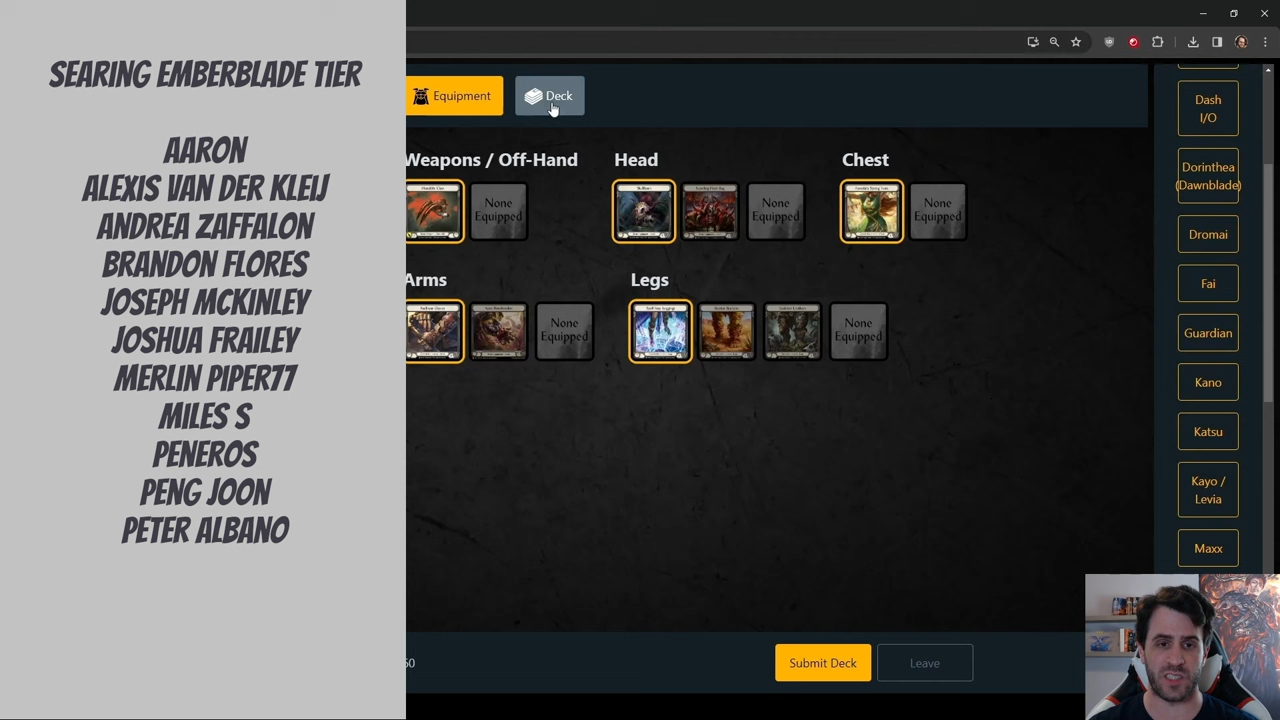 SEARING EMBERBLADE TIER
AARON
ALEXIS VAN DER KLEIJ
ANDREA ZAFFALON
BRANDON FLORES
JOSEPH MCKINLEY
JOSHUA FRAILEY
MERLIN PIPER77
MILES S
PENEROS
PENG JOON
PETER ALBANO
Equipment
Deck
Weapons / Off-Hand
Head
Chest
None
Equipped
None
Equipped
None
Equipped
Arms
Legs
None
Equipped
None
Equipped
Submit Deck
Leave
Dash
I/O
Dorinthea
(Dawnblade)
Dromai
Fai
Guardian
Kano
Katsu
Kayo /
Levia
Maxx